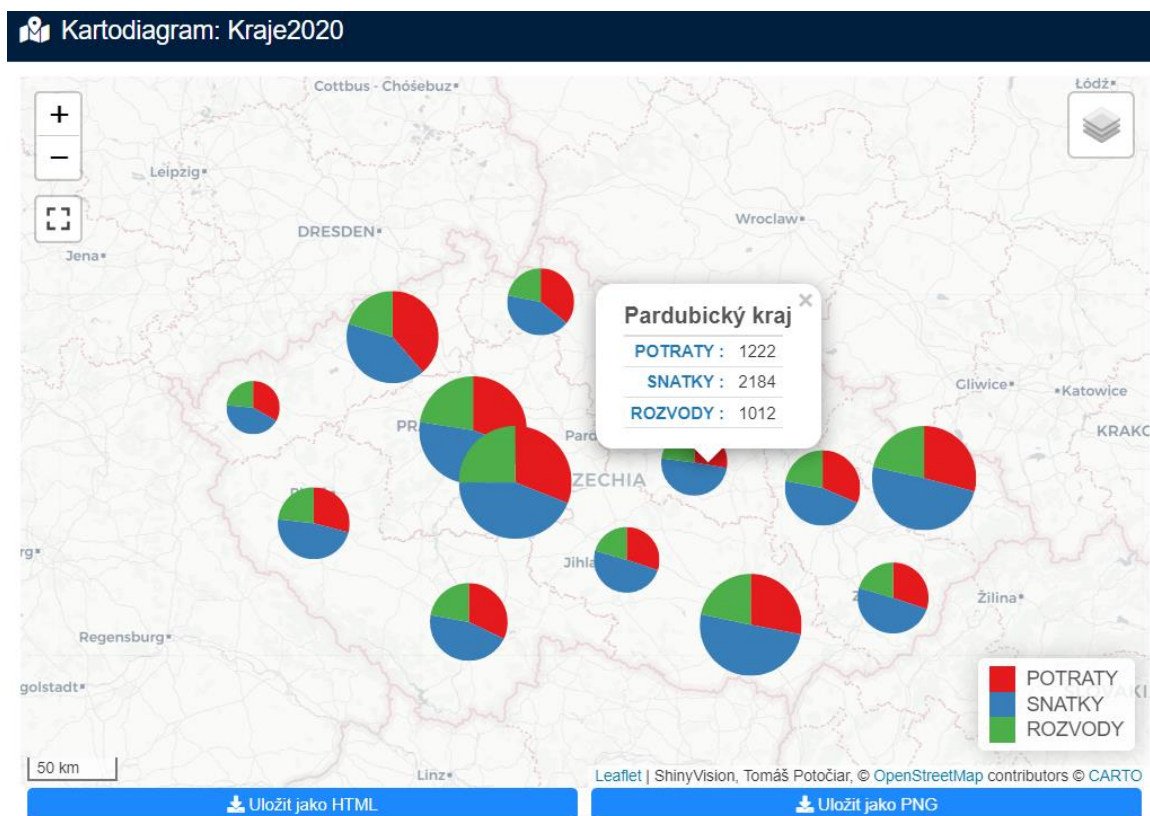 Kartodiagram: Kraje2020
Cottbus - Chóśebuz
Łódź
+
−
Leipzig
Wroclaw
DRESDEN
Jena
Pardubický kraj ×
POTRATY : 1222
SNATKY : 2184
ROZVODY : 1012
Gliwice
Katowice
KRAKO
PR
Pard
CZECHIA
Jihla
Žilina
Regensburg
golstadt
POTRATY
SNATKY
ROZVODY
50 km
Linz
Leaflet | ShinyVision, Tomáš Potočiar, © OpenStreetMap contributors © CARTO
Uložit jako HTML
Uložit jako PNG